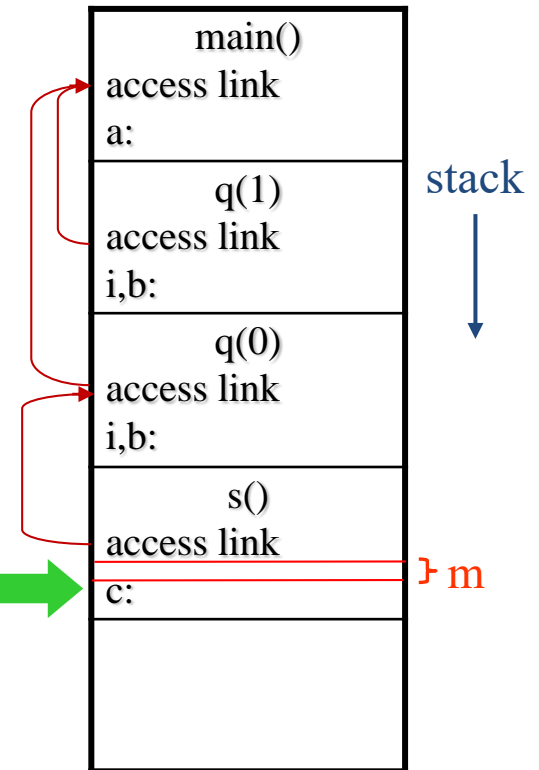 main()
access link
a:
stack
q(1)
access link
i,b:
q(0)
access link
i,b:
s()
access link
m
c: